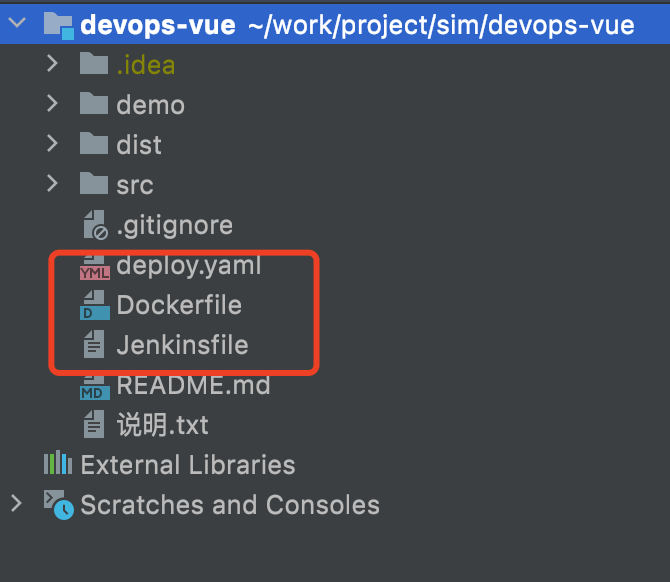 devops-vue ~/work/project/sim/devops-vue
.idea
demo
dist
src
.gitignore
YML deploy.yaml
D Dockerfile
Jenkinsfile
MD README.md
说明.txt
External Libraries
Scratches and Consoles